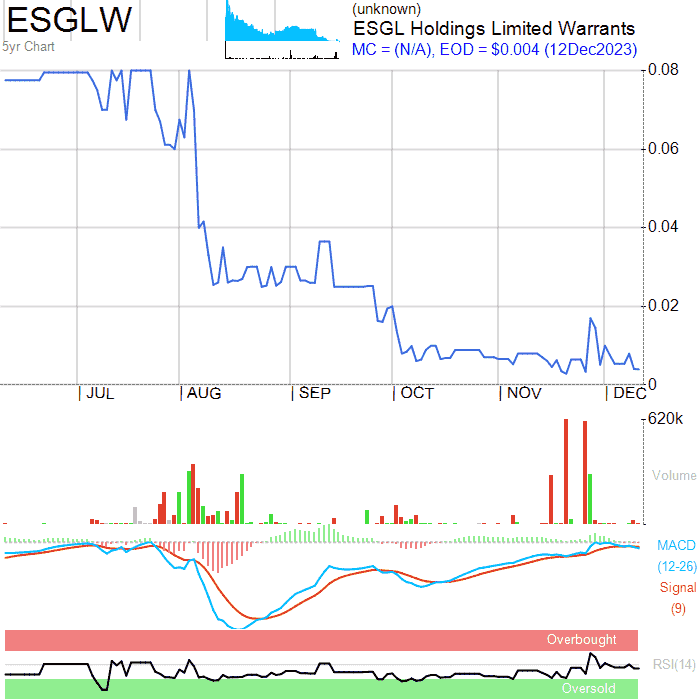 ESGLW
5yr Chart
(unknown)
ESGL Holdings Limited Warrants
MC = (N/A), EOD = $0.004 (12Dec2023)
0.08
0.06
0.04
0.02
0
| JUL | AUG | SEP | OCT | NOV | DEC
620k
Volume
MACD
(12-26)
Signal
(9)
Overbought
RSI(14)
Oversold